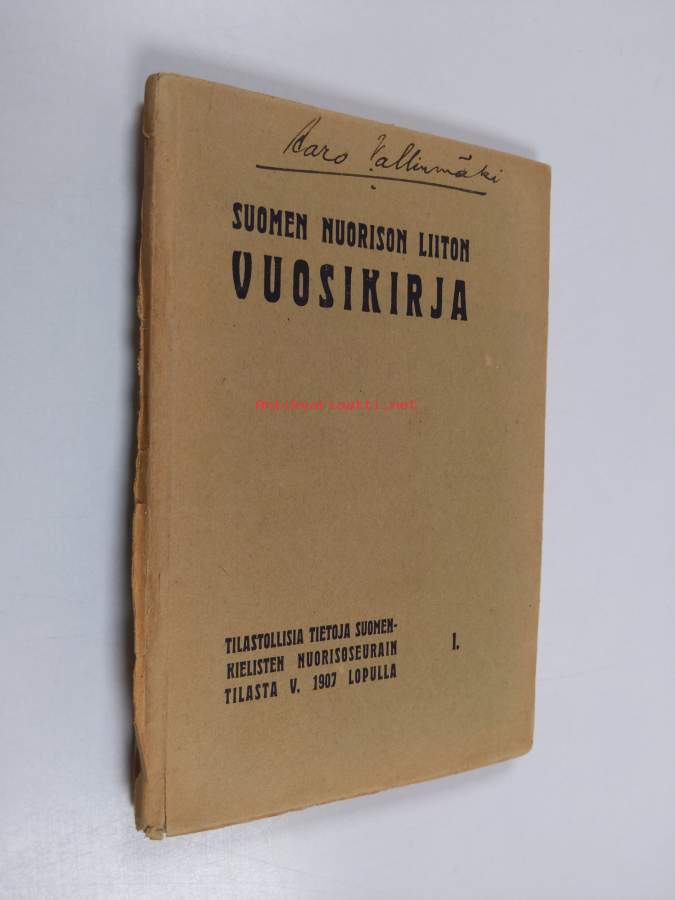 Aaro Vallinmäki
SUOMEN NUORISON LIITON
VUOSIKIRJA
Antikvariaatti.net
TILASTOLLISIA TIETOJA SUOMEN-
KIELISTEN NUORISOSEURAIN
TILASTA V. 1907 LOPULLA
I.